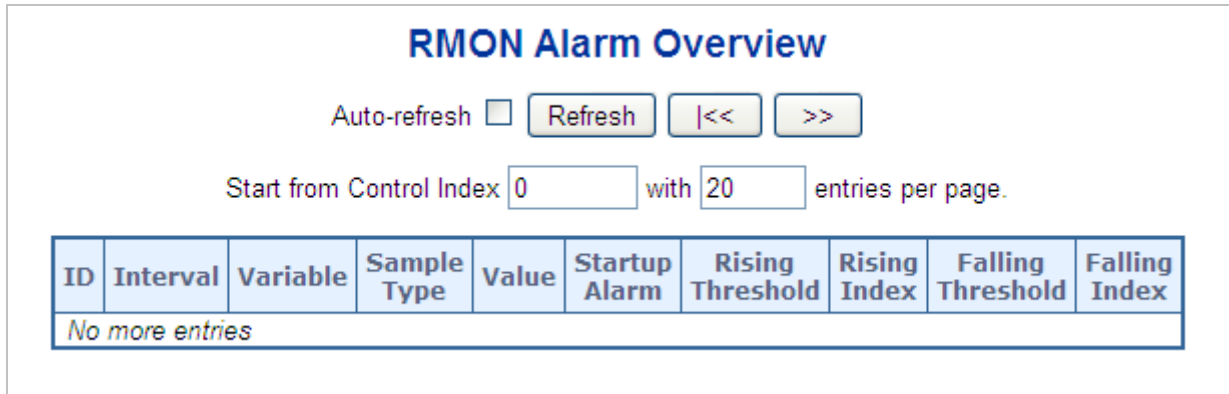 RMON Alarm Overview
Auto-refresh Refresh |<< >>
Start from Control Index 0 with 20 entries per page.
ID Interval Variable Sample Type Value Startup Alarm Rising Threshold Rising Index Falling Threshold Falling Index
No more entries